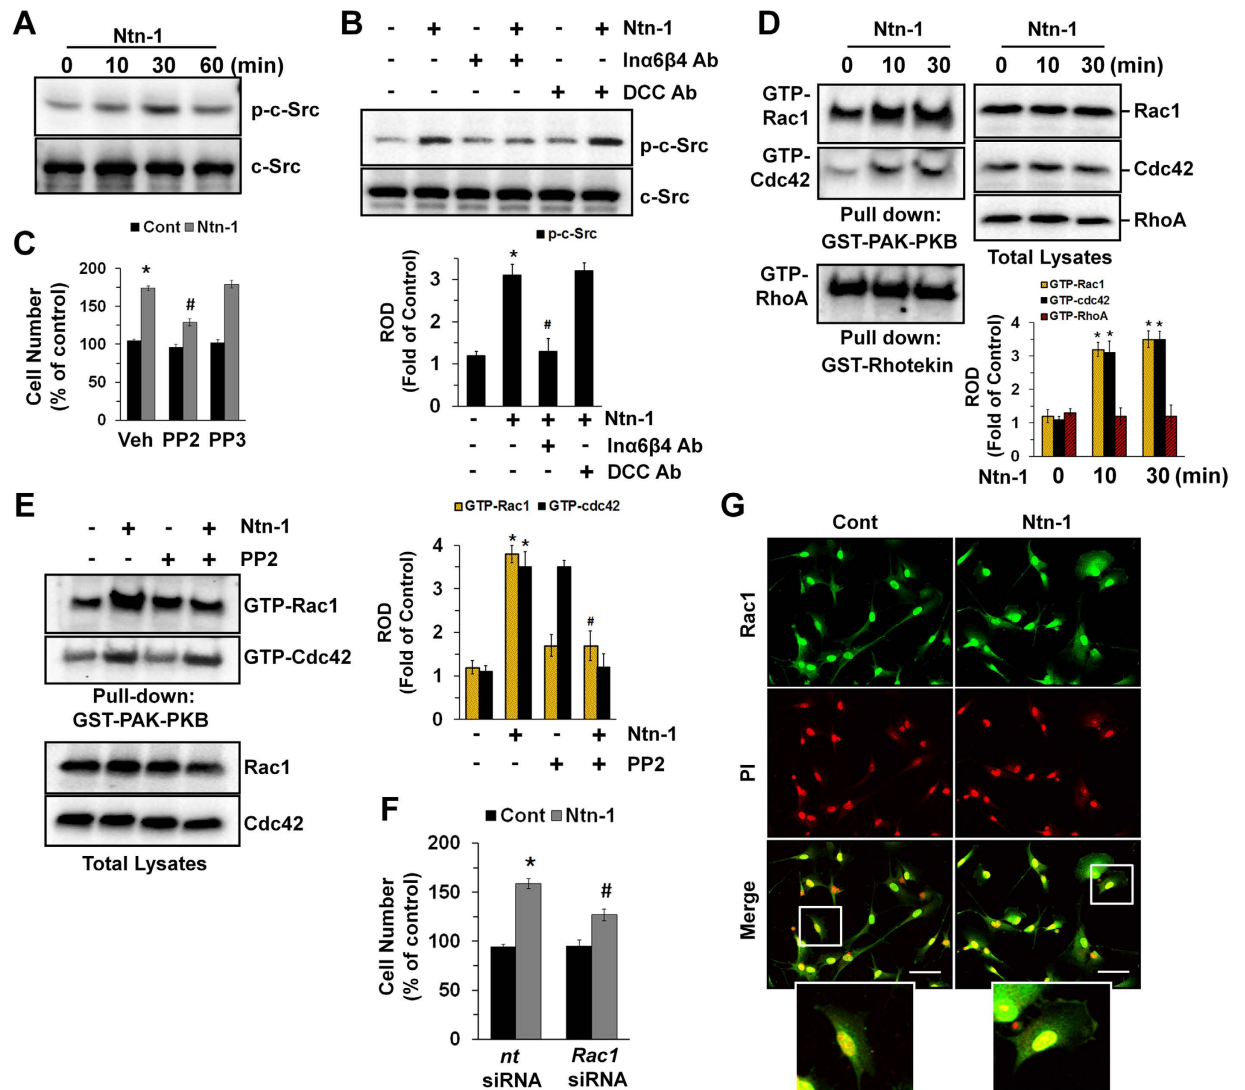 A
Ntn-1
0 10 30 60 (min)
p-c-Src
c-Src
B
- + - + - + Ntn-1
- - + + - - Inα6β4 Ab
- - - - + + DCC Ab
p-c-Src
c-Src
p-c-Src
ROD
(Fold of Control)
3
2
1
0
*
#
- + + + Ntn-1
- - + - Inα6β4 Ab
- - - + DCC Ab
C
Cont Ntn-1
Cell Number
(% of control)
200
150
100
50
0
*
#
Veh PP2 PP3
D
Ntn-1 Ntn-1
0 10 30 0 10 30 (min)
GTP-
Rac1
GTP-
Cdc42
Pull down:
GST-PAK-PKB
GTP-
RhoA
Pull down:
GST-Rhotekin
Rac1
Cdc42
RhoA
Total Lysates
GTP-Rac1
GTP-cdc42
GTP-RhoA
ROD
(Fold of Control)
4
3
2
1
0
* * * *
Ntn-1 0 10 30 (min)
E
- + - + Ntn-1
- - + + PP2
GTP-Rac1
GTP-Cdc42
Pull-down:
GST-PAK-PKB
Rac1
Cdc42
Total Lysates
GTP-Rac1 GTP-cdc42
ROD
(Fold of Control)
4
3
2
1
0
* *
#
- + - + Ntn-1
- - + + PP2
F
Cont Ntn-1
Cell Number
(% of control)
200
150
100
50
0
*
#
nt Rac1
siRNA siRNA
G
Cont Ntn-1
Rac1
PI
Merge